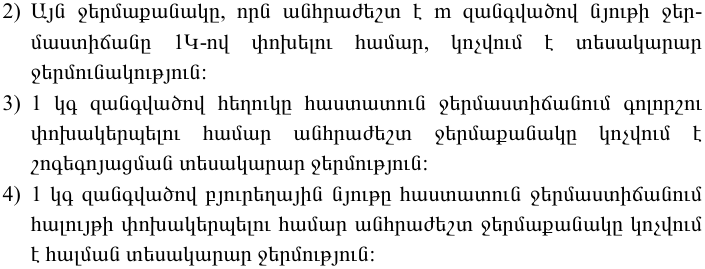 2) Այն ջերմաքանակը, որն անհրաժեշտ է m զանգվածով նյութի ջեր-
մաստիճանը 1Կ-ով փոխելու համար, կոչվում է տեսակարար
ջերմունակություն:
3) 1 կգ զանգվածով հեղուկը հաստատուն ջերմաստիճանում գոլորշու
փոխակերպելու համար անհրաժեշտ ջերմաքանակը կոչվում է
շոգեգոյացման տեսակարար ջերմություն:
4) 1 կգ զանգվածով բյուրեղային նյութը հաստատուն ջերմաստիճանում
հալույթի փոխակերպելու համար անհրաժեշտ ջերմաքանակը կոչվում
է հալման տեսակարար ջերմություն: